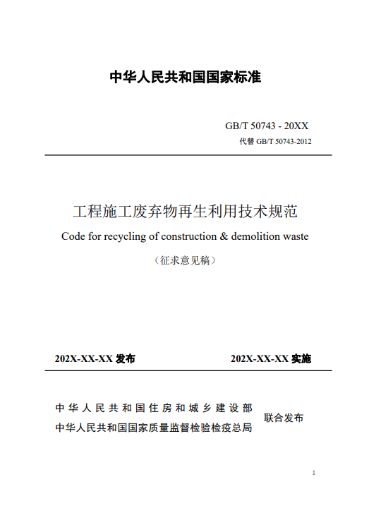 中华人民共和国国家标准
GB/T 50743 - 20XX
代替 GB/T 50743-2012
工程施工废弃物再生利用技术规范
Code for recycling of construction & demolition waste
（征求意见稿）
202X-XX-XX 发布 202X-XX-XX 实施
中华人民共和国住房和城乡建设部
中华人民共和国国家质量监督检验检疫总局
联合发布
1